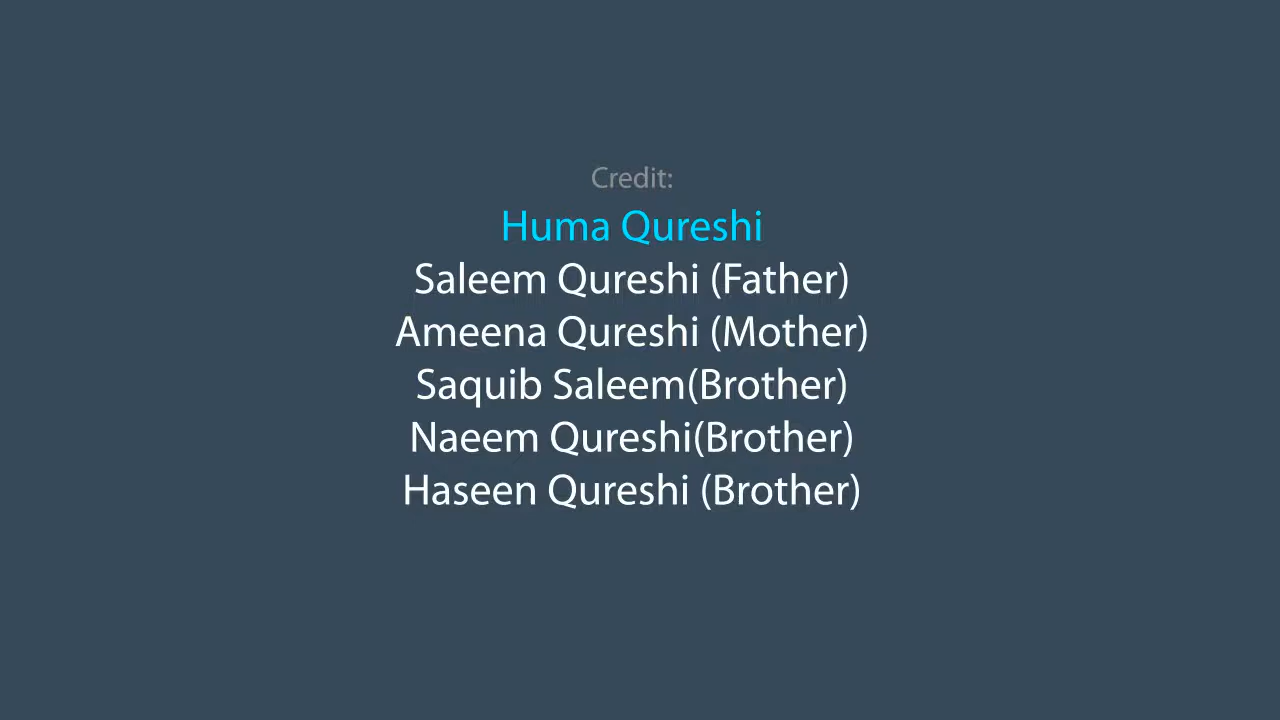 Credit:
Huma Qureshi
Saleem Qureshi (Father)
Ameena Qureshi (Mother)
Saquib Saleem(Brother)
Naeem Qureshi(Brother)
Haseen Qureshi (Brother)